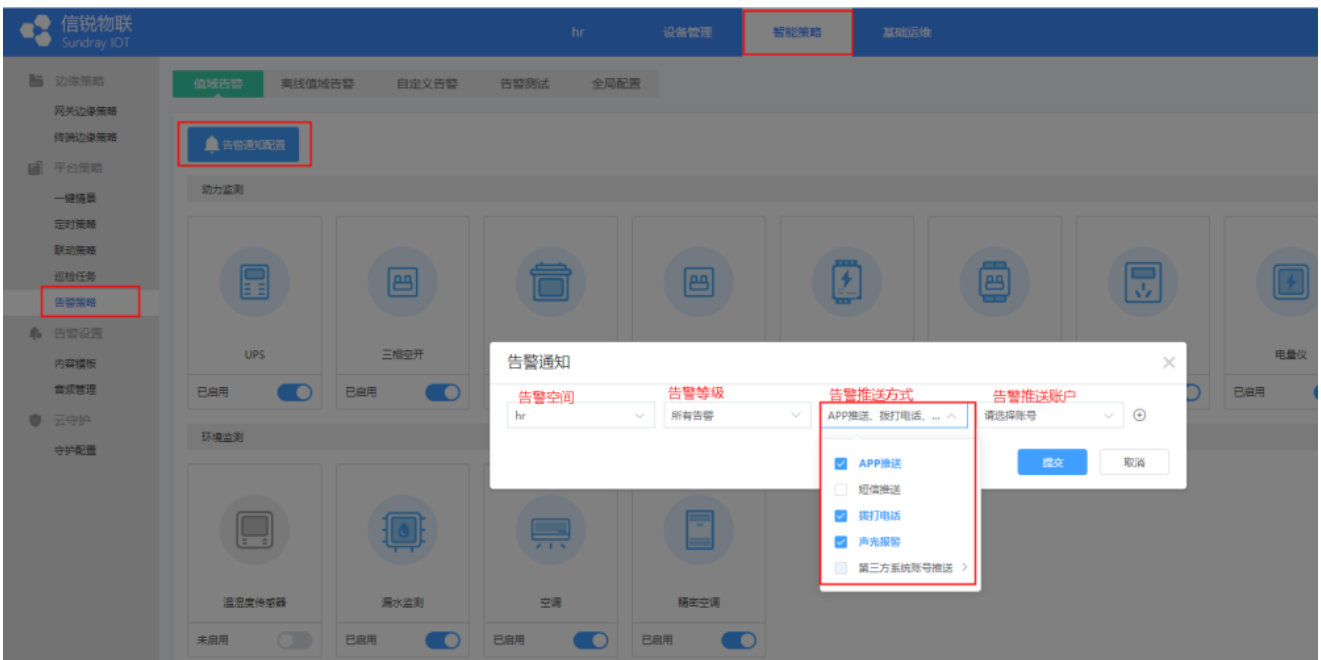 信锐物联
Sundray IOT
hr
设备管理
智能策略
基础运维
边缘策略
网关边缘策略
终端边缘策略
平台策略
一键情景
定时策略
联动策略
巡检任务
告警策略
告警设置
内容模板
音频管理
云守护
守护配置
值域告警
离线值域告警
自定义告警
告警测试
全局配置
告警通知配置
动力监测
UPS
三相空开
电量仪
已启用
已启用
已启用
告警通知
告警空间
告警等级
告警推送方式
告警推送账户
hr
所有告警
APP推送、拨打电话、...
请选择账号
APP推送
短信推送
拨打电话
声光报警
第三方系统账号推送
提交
取消
环境监测
温湿度传感器
漏水监测
空调
精密空调
未启用
已启用
已启用
已启用